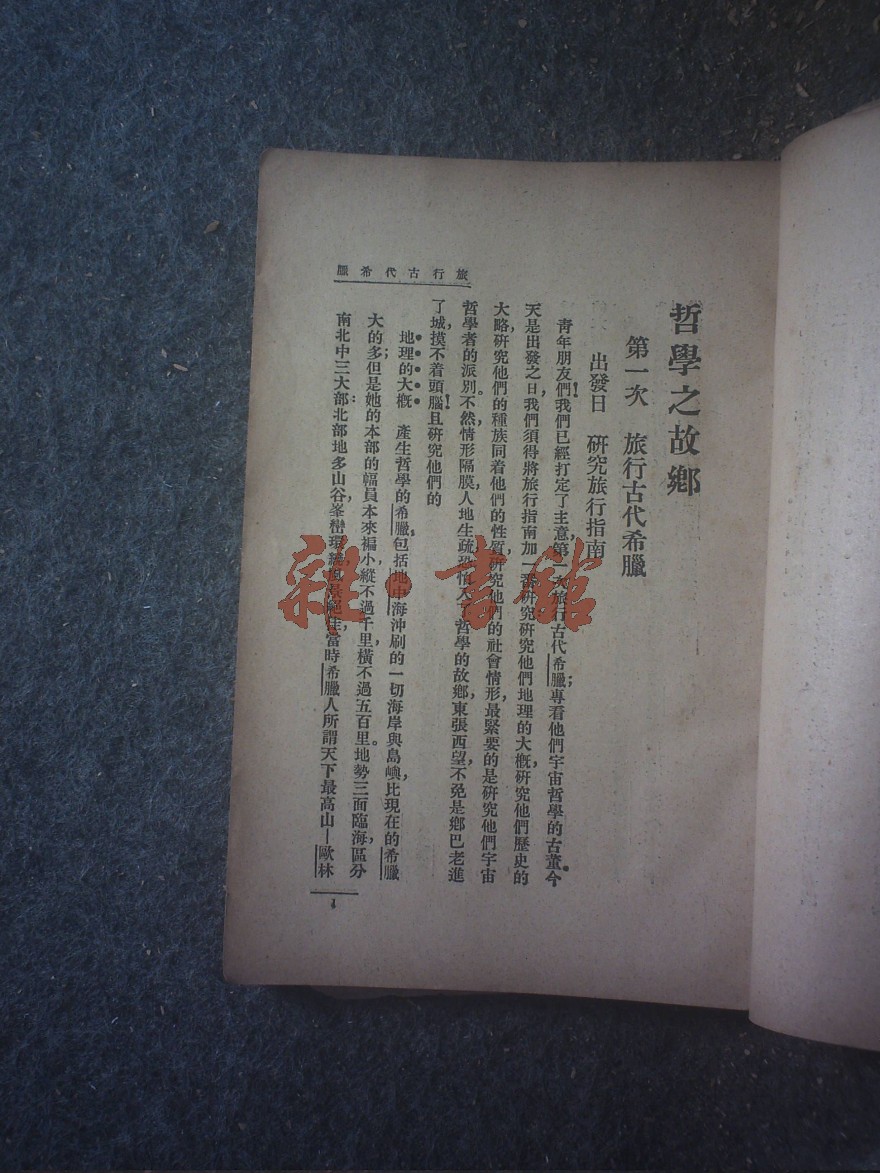 哲學之故鄉
第一次　旅行古代希臘
出發日　研究旅行指南
青年朋友們！我們已經打定了主意，第一次旅行古代希臘；專看他們宇宙哲學的古董。今
天是出發之日，我們須得將旅行指南加一番研究。研究他們地理的大概，研究他們歷史的
大略，研究他們的種族同着他們的性質，研究他們的社會情形，最緊要的是研究他們宇宙
哲學者的派別。不然，情形隔膜，人地生疏，恐怕入了哲學的故鄉，東張西望，不免是鄉巴老進
了城，摸不着頭腦！且研究他們的
地理的大概　產生哲學的希臘，包括地中海沖刷的一切海岸與島嶼，比現在的希臘
大的多；但是她的本部的幅員本來褊小，縱不過千里，橫不過五百里。地勢三面臨海，區分
南北中三大部：北部地多山谷，峯巒環繞，風景絕佳，當時希臘人所謂天下最高山—歐林
旅行古代希臘
1
雜·書館